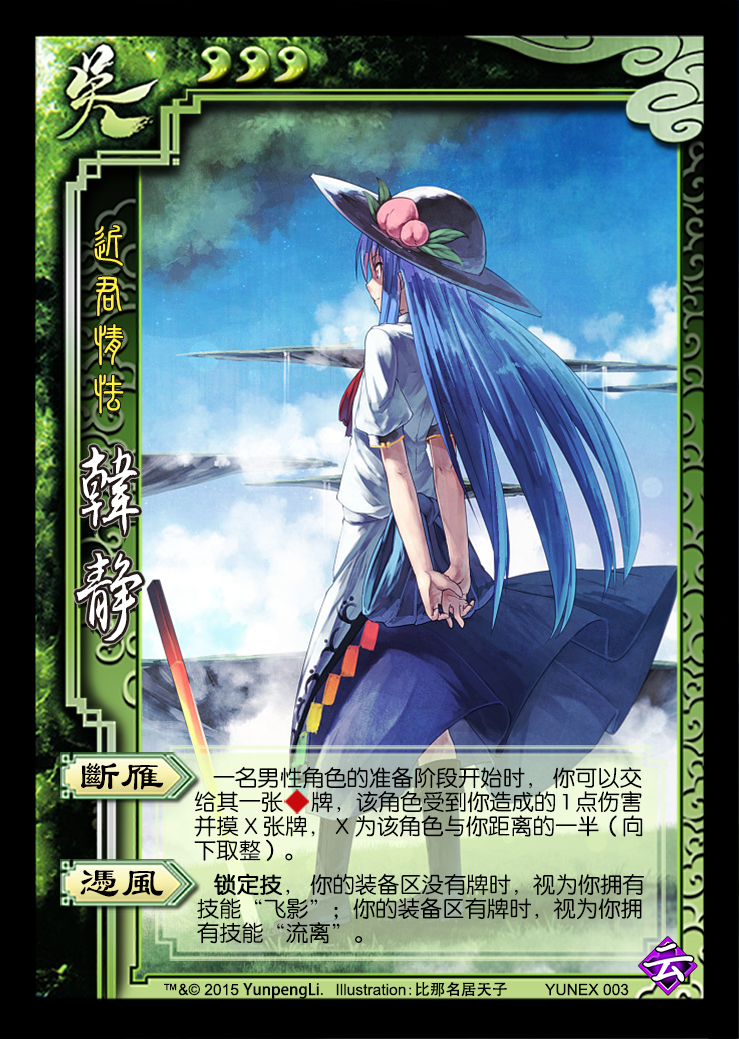 吴
近君情怯
韓静
斷雁
一名男性角色的准备阶段开始时，你可以交
给其一张♦牌，该角色受到你造成的1点伤害
并摸X张牌，X为该角色与你距离的一半（向
下取整）。
憑風
锁定技，你的装备区没有牌时，视为你拥有
技能“飞影”；你的装备区有牌时，视为你拥
有技能“流离”。
云
™&© 2015 YunpengLi. Illustration：比那名居天子 YUNEX 003